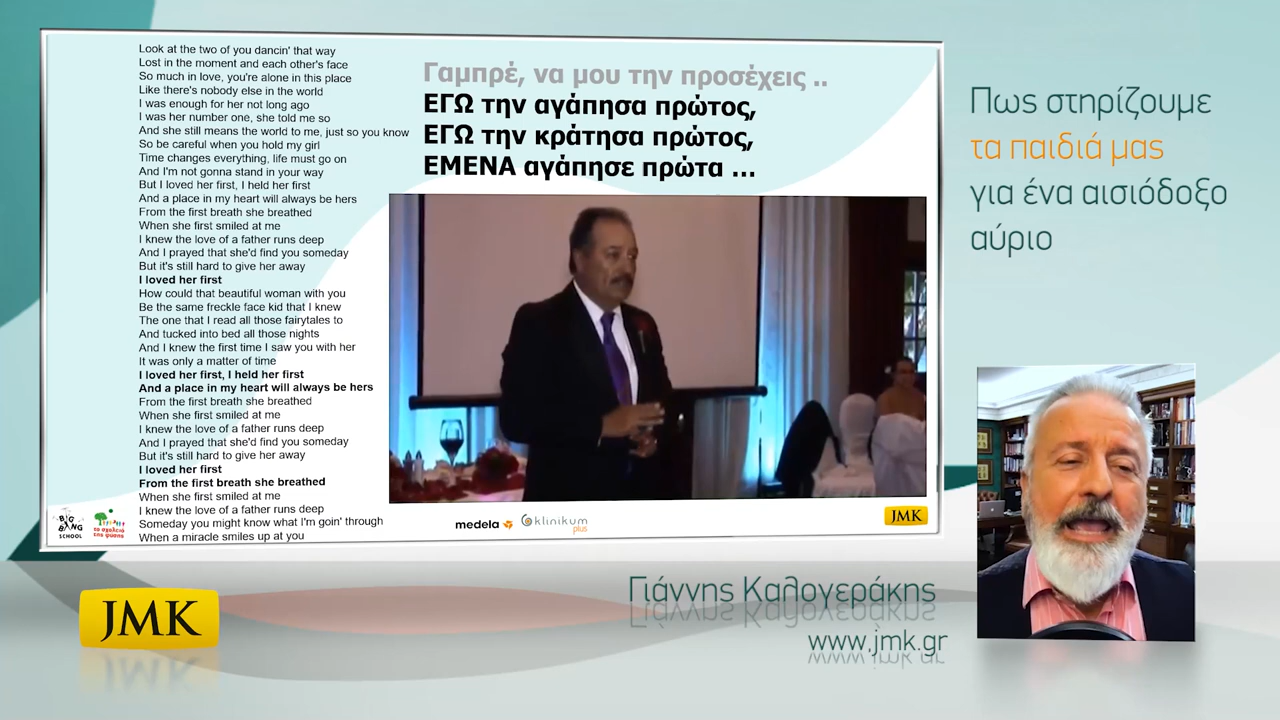 Look at the two of you dancin' that way
Lost in the moment and each other's face
So much in love, you're alone in this place
Like there's nobody else in the world
I was enough for her not long ago
I was her number one, she told me so
And she still means the world to me, just so you know
So be careful when you hold my girl
Time changes everything, life must go on
And I'm not gonna stand in your way
But I loved her first, I held her first
And a place in my heart will always be hers
From the first breath she breathed
When she first smiled at me
I knew the love of a father runs deep
And I prayed that she'd find you someday
But it's still hard to give her away
I loved her first
How could that beautiful woman with you
Be the same freckle face kid that I knew
The one that I read all those fairytales to
And tucked into bed all those nights
And I knew the first time I saw you with her
It was only a matter of time
I loved her first, I held her first
And a place in my heart will always be hers
From the first breath she breathed
When she first smiled at me
I knew the love of a father runs deep
And I prayed that she'd find you someday
But it's still hard to give her away
I loved her first
From the first breath she breathed
When she first smiled at me
I knew the love of a father runs deep
Someday you might know what I'm goin' through
When a miracle smiles up at you
Γαμπρέ, να μου την προσέχεις ..
ΕΓΩ την αγάπησα πρώτος,
ΕΓΩ την κράτησα πρώτος,
ΕΜΕΝΑ αγάπησε πρώτα ...
BIG
BANG
SCHOOL
το σχολείο
της φύσης
medela
klinikum
plus
JMK
Πως στηρίζουμε
τα παιδιά μας
για ένα αισιόδοξο
αύριο
JMK
Γιάννης Καλογεράκης
www.jmk.gr